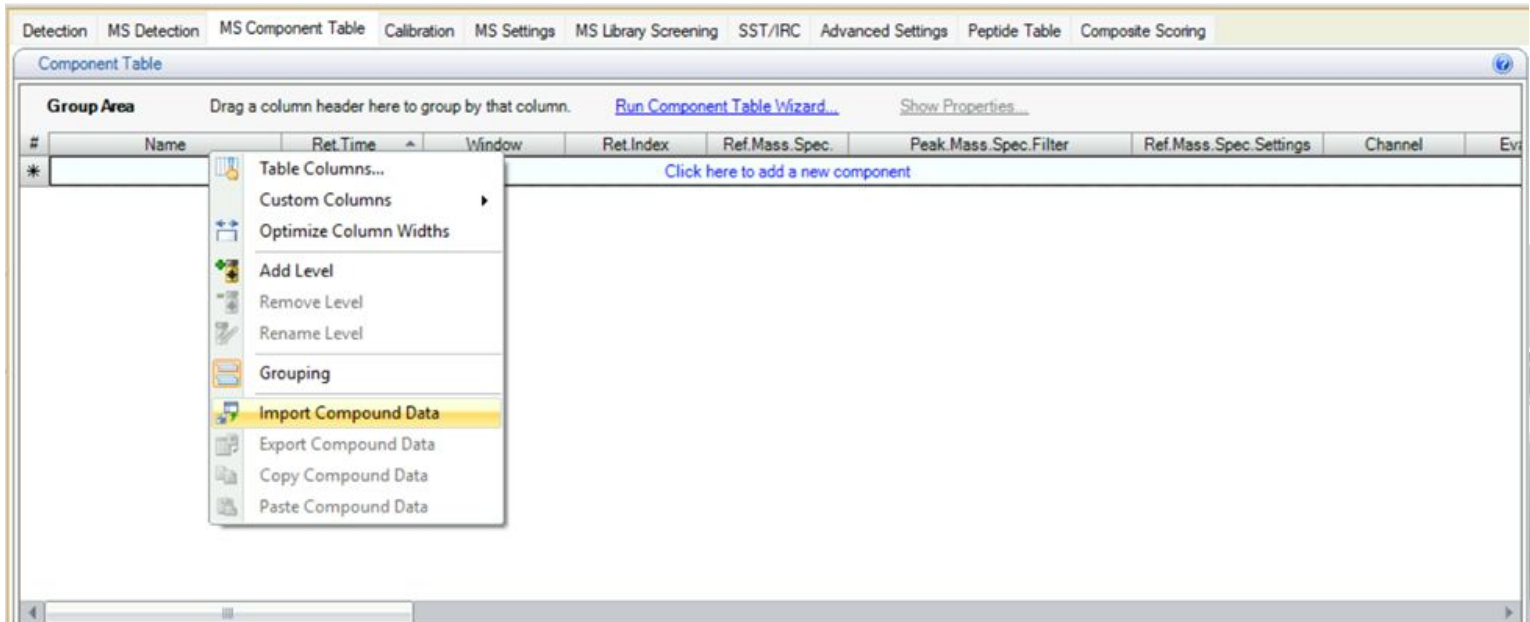 Detection MS Detection MS Component Table Calibration MS Settings MS Library Screening SST/IRC Advanced Settings Peptide Table Composite Scoring
Component Table
Group Area Drag a column header here to group by that column. Run Component Table Wizard... Show Properties...
# Name Ret.Time Window Ret.Index Ref.Mass.Spec. Peak.Mass.Spec.Filter Ref.Mass.Spec.Settings Channel Eva
Click here to add a new component
Table Columns...
Custom Columns
Optimize Column Widths
Add Level
Remove Level
Rename Level
Grouping
Import Compound Data
Export Compound Data
Copy Compound Data
Paste Compound Data